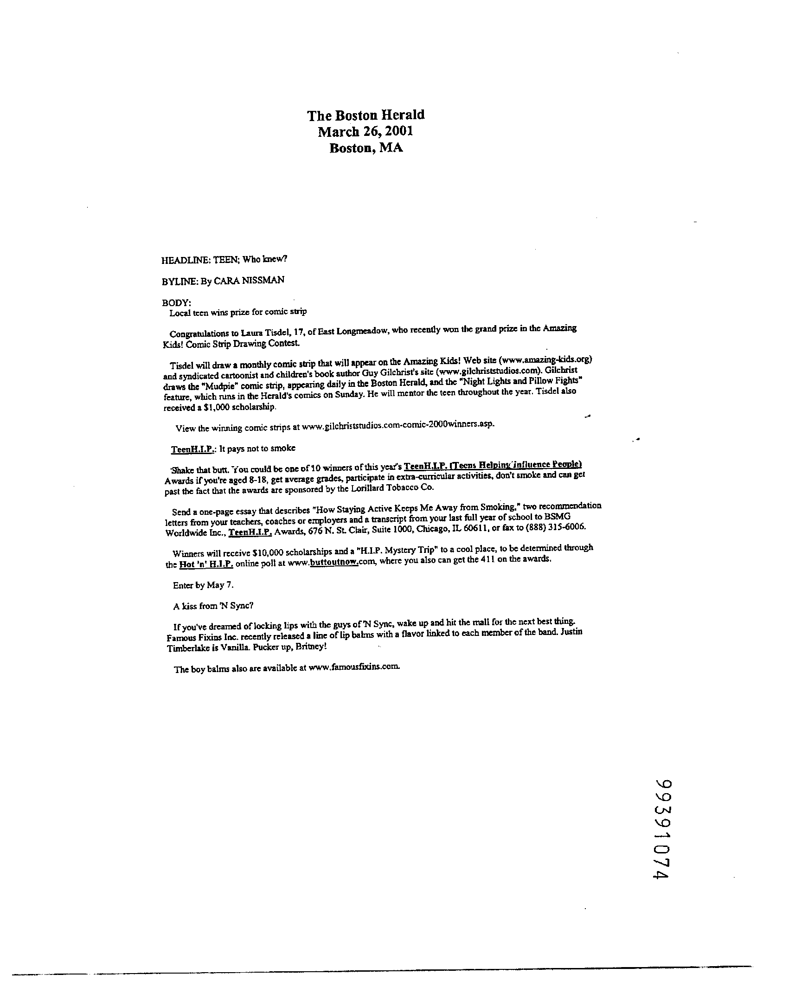 The Boston Herald
March 26, 2001
Boston, MA
HEADLINE: TEEN; Who knew?
BYLINE: By CARA NISSMAN
BODY:
Local teen wins prize for comic strip
Congratulations to Laura Tisdel, 17, of East Longmeadow, who recently won the grand prize in the Amazing
Kids! Comic Strip Drawing Contest.
Tisdel will draw a monthly comic strip that will appear on the Amazing Kids! Web site (www.amazing-kids.org)
and syndicated cartoonist and children's book author Guy Gilchrist's site (www.gilchriststudios.com). Gilchrist
draws the "Mudpie" comic strip, appearing daily in the Boston Herald, and the "Night Lights and Pillow Fights"
feature, which runs in the Herald's comics on Sunday. He will mentor the teen throughout the year. Tisdel also
received a $1,000 scholarship.
View the winning comic strips at www.gilchriststudios.com-comic-2000winners.asp.
TeenH.I.P.: It pays not to smoke
Shake that butt. You could be one of 10 winners of this year's TeenH.I.P. (Teens Helping Influence People)
Awards if you're aged 8-18, get average grades, participate in extra-curricular activities, don't smoke and can get
past the fact that the awards are sponsored by the Lorillard Tobacco Co.
Send a one-page essay that describes "How Staying Active Keeps Me Away from Smoking," two recommendation
letters from your teachers, coaches or employers and a transcript from your last full year of school to BSMG
Worldwide Inc., TeenH.I.P. Awards, 676 N. St. Clair, Suite 1000, Chicago, IL 60611, or fax to (888) 315-6006.
Winners will receive $10,000 scholarships and a "H.I.P. Mystery Trip" to a cool place, to be determined through
the Hot 'n' H.I.P. online poll at www.buttoutnow.com, where you also can get the 411 on the awards.
Enter by May 7.
A kiss from 'N Sync?
If you've dreamed of locking lips with the guys of 'N Sync, wake up and hit the mall for the next best thing.
Famous Fixins Inc. recently released a line of lip balms with a flavor linked to each member of the band. Justin
Timberlake is Vanilla. Pucker up, Britney!
The boy balms also are available at www.famousfixins.com.
99391074